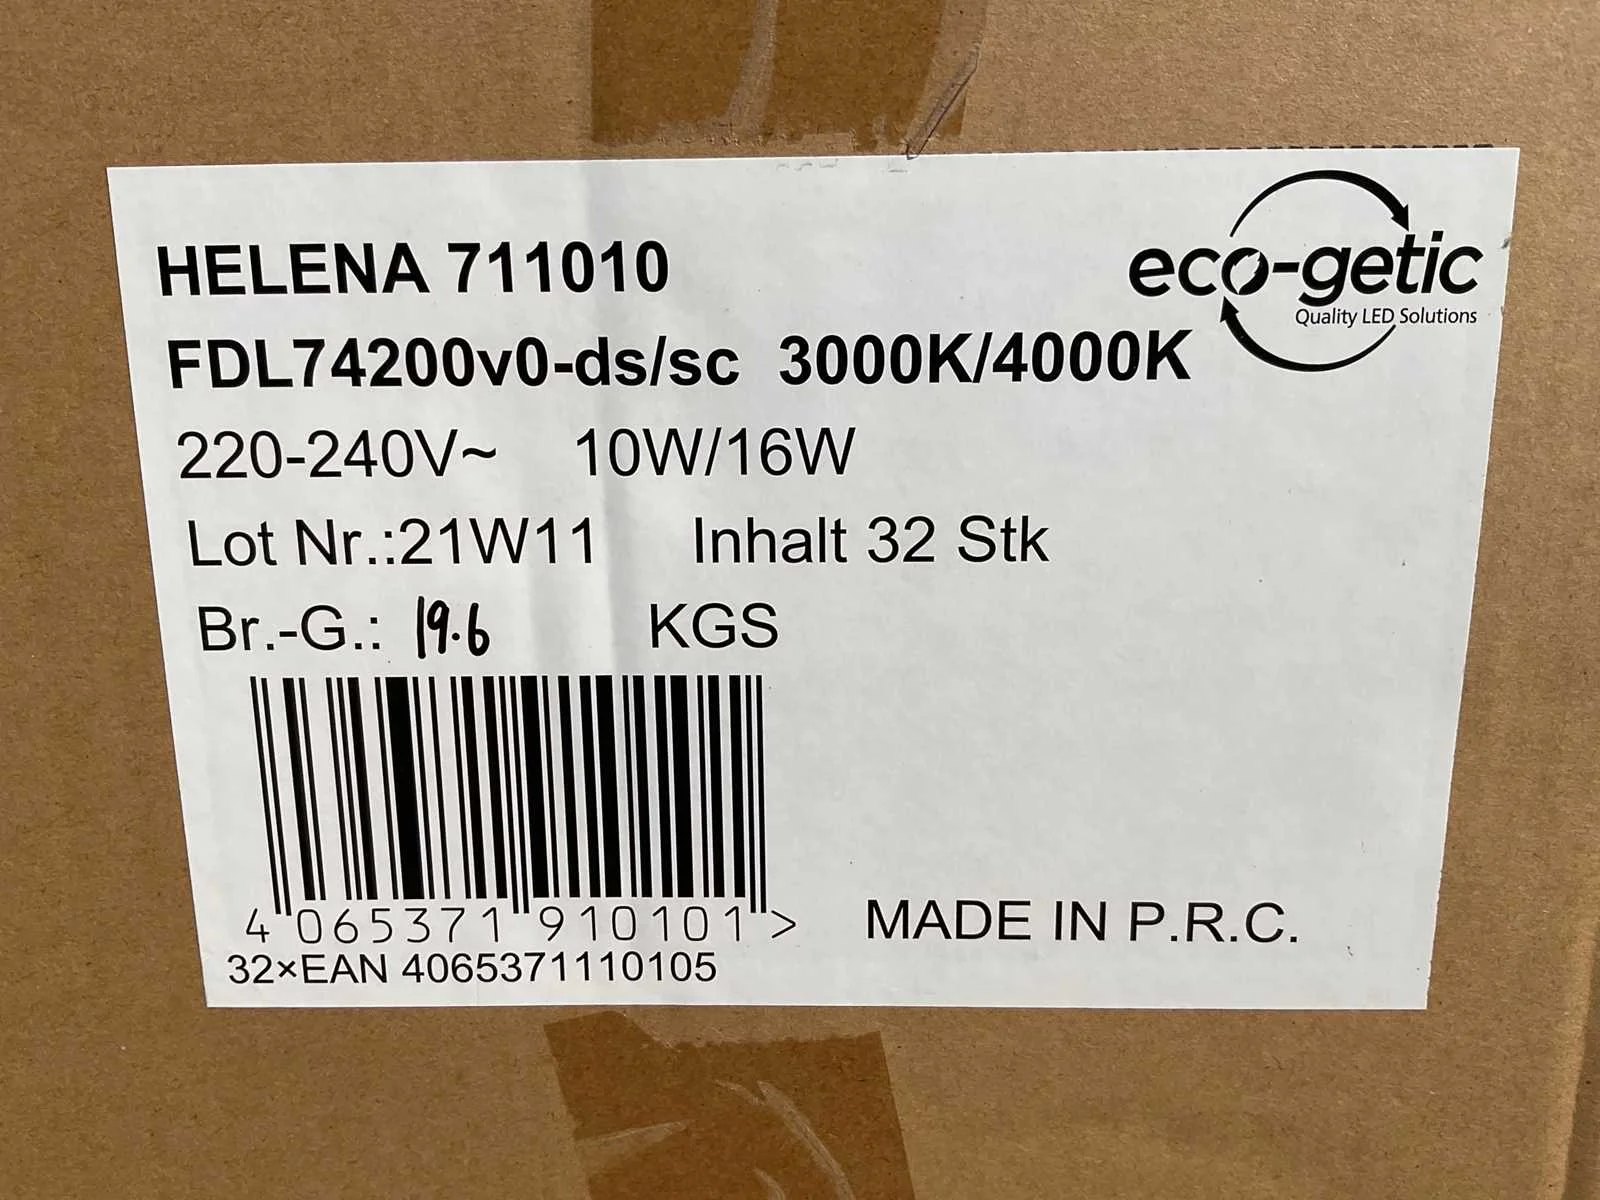 HELENA 711010
eco-getic
Quality LED Solutions
FDL74200v0-ds/sc 3000K/4000K
220-240V~ 10W/16W
Lot Nr.:21W11 Inhalt 32 Stk
Br.-G.: 19.6 KGS
4 065371 910101 >
MADE IN P.R.C.
32×EAN 4065371110105